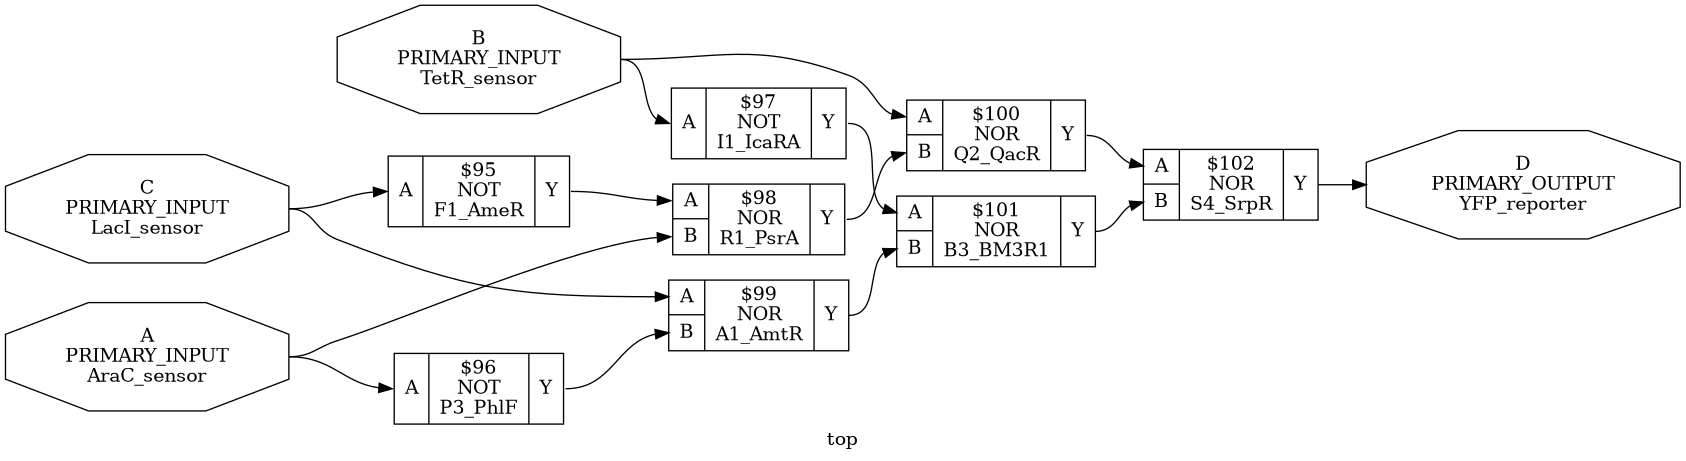 B
PRIMARY_INPUT
TetR_sensor
C
PRIMARY_INPUT
LacI_sensor
A
PRIMARY_INPUT
AraC_sensor
A
$95
NOT
F1_AmeR
Y
A
$96
NOT
P3_PhlF
Y
A
$97
NOT
I1_IcaRA
Y
A
B
$98
NOR
R1_PsrA
Y
A
B
$99
NOR
A1_AmtR
Y
A
B
$100
NOR
Q2_QacR
Y
A
B
$101
NOR
B3_BM3R1
Y
A
B
$102
NOR
S4_SrpR
Y
D
PRIMARY_OUTPUT
YFP_reporter
top